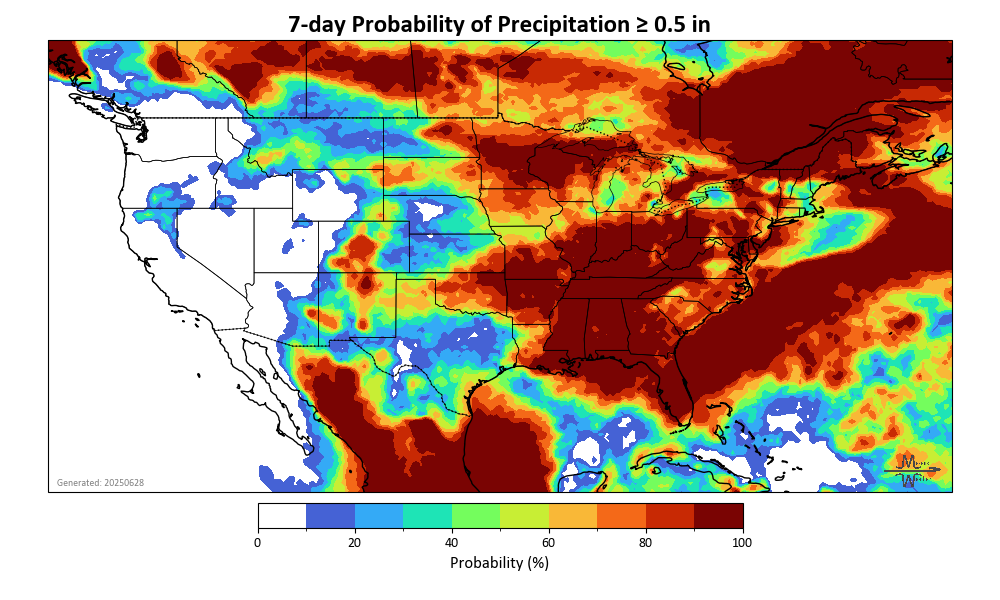 7-day Probability of Precipitation ≥ 0.5 in
Generated: 20250628
0 20 40 60 80 100
Probability (%)